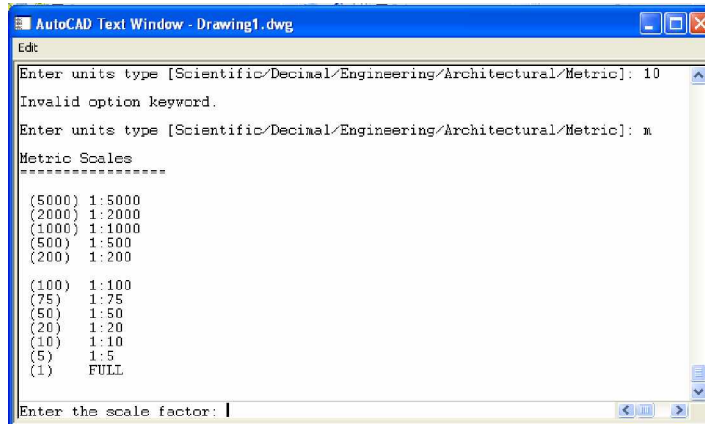 AutoCAD Text Window - Drawing1.dwg
Edit
Enter units type [Scientific/Decimal/Engineering/Architectural/Metric]: 10
Invalid option keyword.
Enter units type [Scientific/Decimal/Engineering/Architectural/Metric]: m
Metric Scales
=================
(5000) 1:5000
(2000) 1:2000
(1000) 1:1000
(500) 1:500
(200) 1:200
(100) 1:100
(75) 1:75
(50) 1:50
(20) 1:20
(10) 1:10
(5) 1:5
(1) FULL
Enter the scale factor: